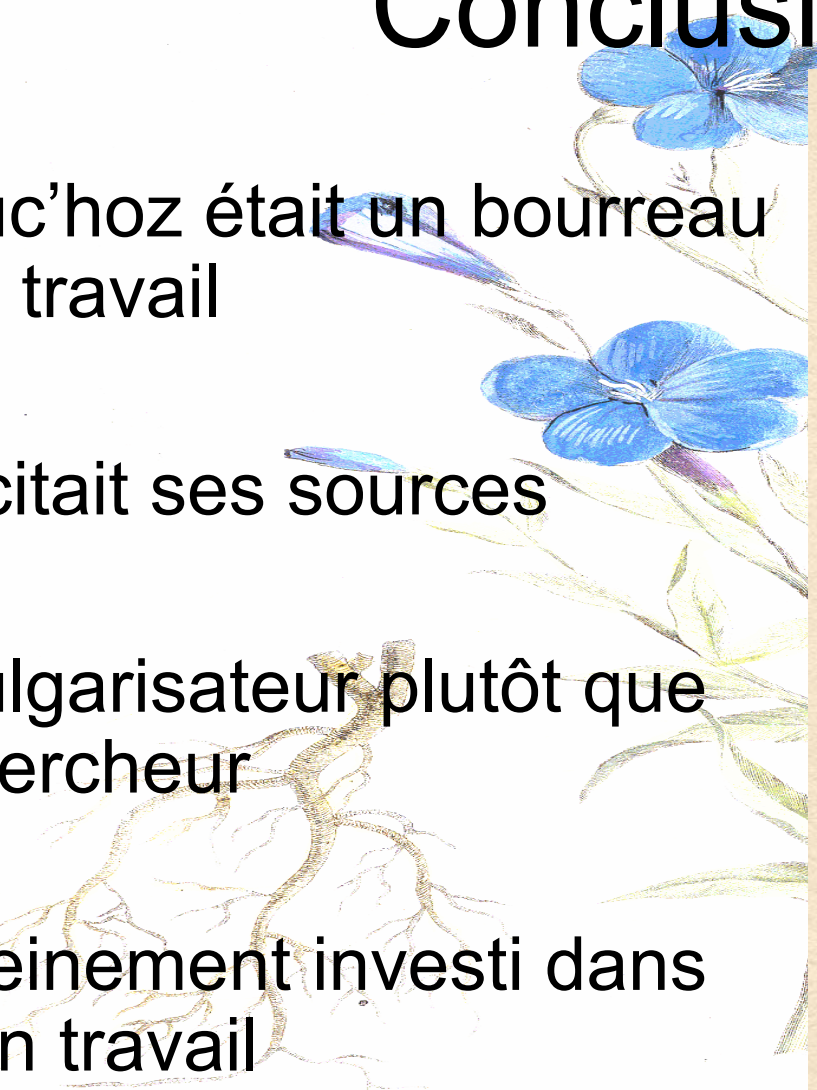 Conclusi
uc’hoz était un bourreau
travail
citait ses sources
ulgarisateur plutôt que
ercheur
einement investi dans
n travail